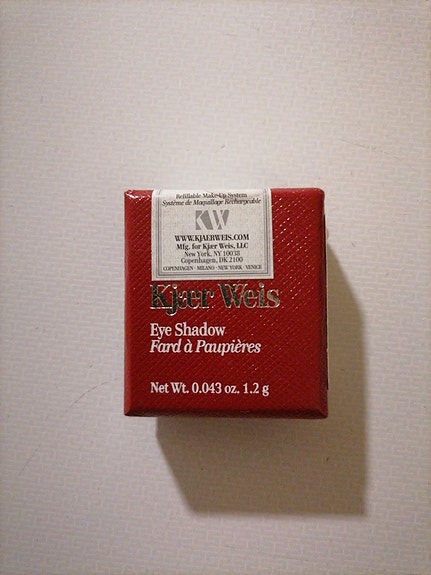 Refillable Make-Up System
Système de Maquillage Rechargeable
KW
WWW.KJAERWEIS.COM
Mfg. for Kjær Weis, LLC
New York, NY 10038
Copenhagen, DK 2100
COPENHAGEN · MILANO · NEW YORK · VENICE
Kjær Weis
Eye Shadow
Fard à Paupières
Net Wt. 0.043 oz. 1.2 g